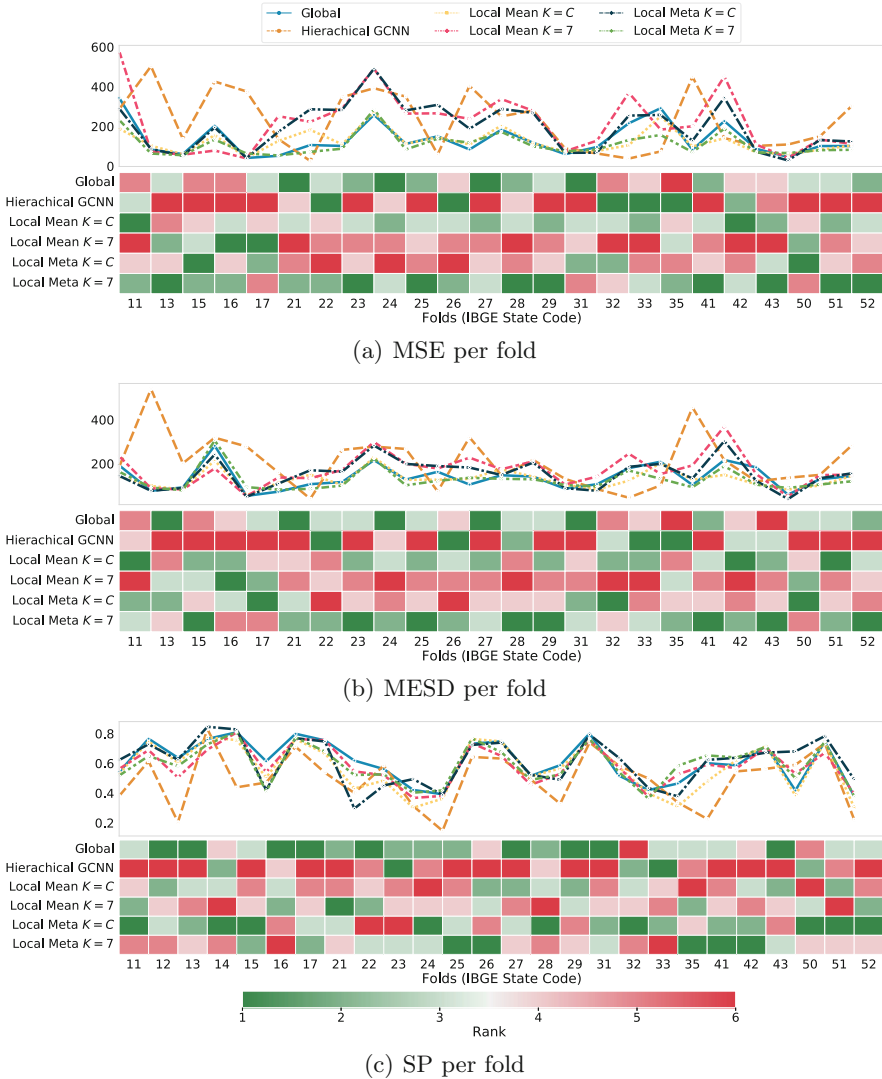 Global
Hierachical GCNN
Local Mean K = C
Local Mean K = 7
Local Meta K = C
Local Meta K = 7
600
400
200
0
Global
Hierachical GCNN
Local Mean K = C
Local Mean K = 7
Local Meta K = C
Local Meta K = 7
11 13 15 16 17 21 22 23 24 25 26 27 28 29 31 32 33 35 41 42 43 50 51 52
Folds (IBGE State Code)
(a) MSE per fold
400
200
Global
Hierachical GCNN
Local Mean K = C
Local Mean K = 7
Local Meta K = C
Local Meta K = 7
11 13 15 16 17 21 22 23 24 25 26 27 28 29 31 32 33 35 41 42 43 50 51 52
Folds (IBGE State Code)
(b) MESD per fold
0.8
0.6
0.4
0.2
Global
Hierachical GCNN
Local Mean K = C
Local Mean K = 7
Local Meta K = C
Local Meta K = 7
11 12 13 14 15 16 17 21 22 23 24 25 26 27 28 29 31 32 33 35 41 42 43 50 51 52
Folds (IBGE State Code)
1 2 3 4 5 6
Rank
(c) SP per fold